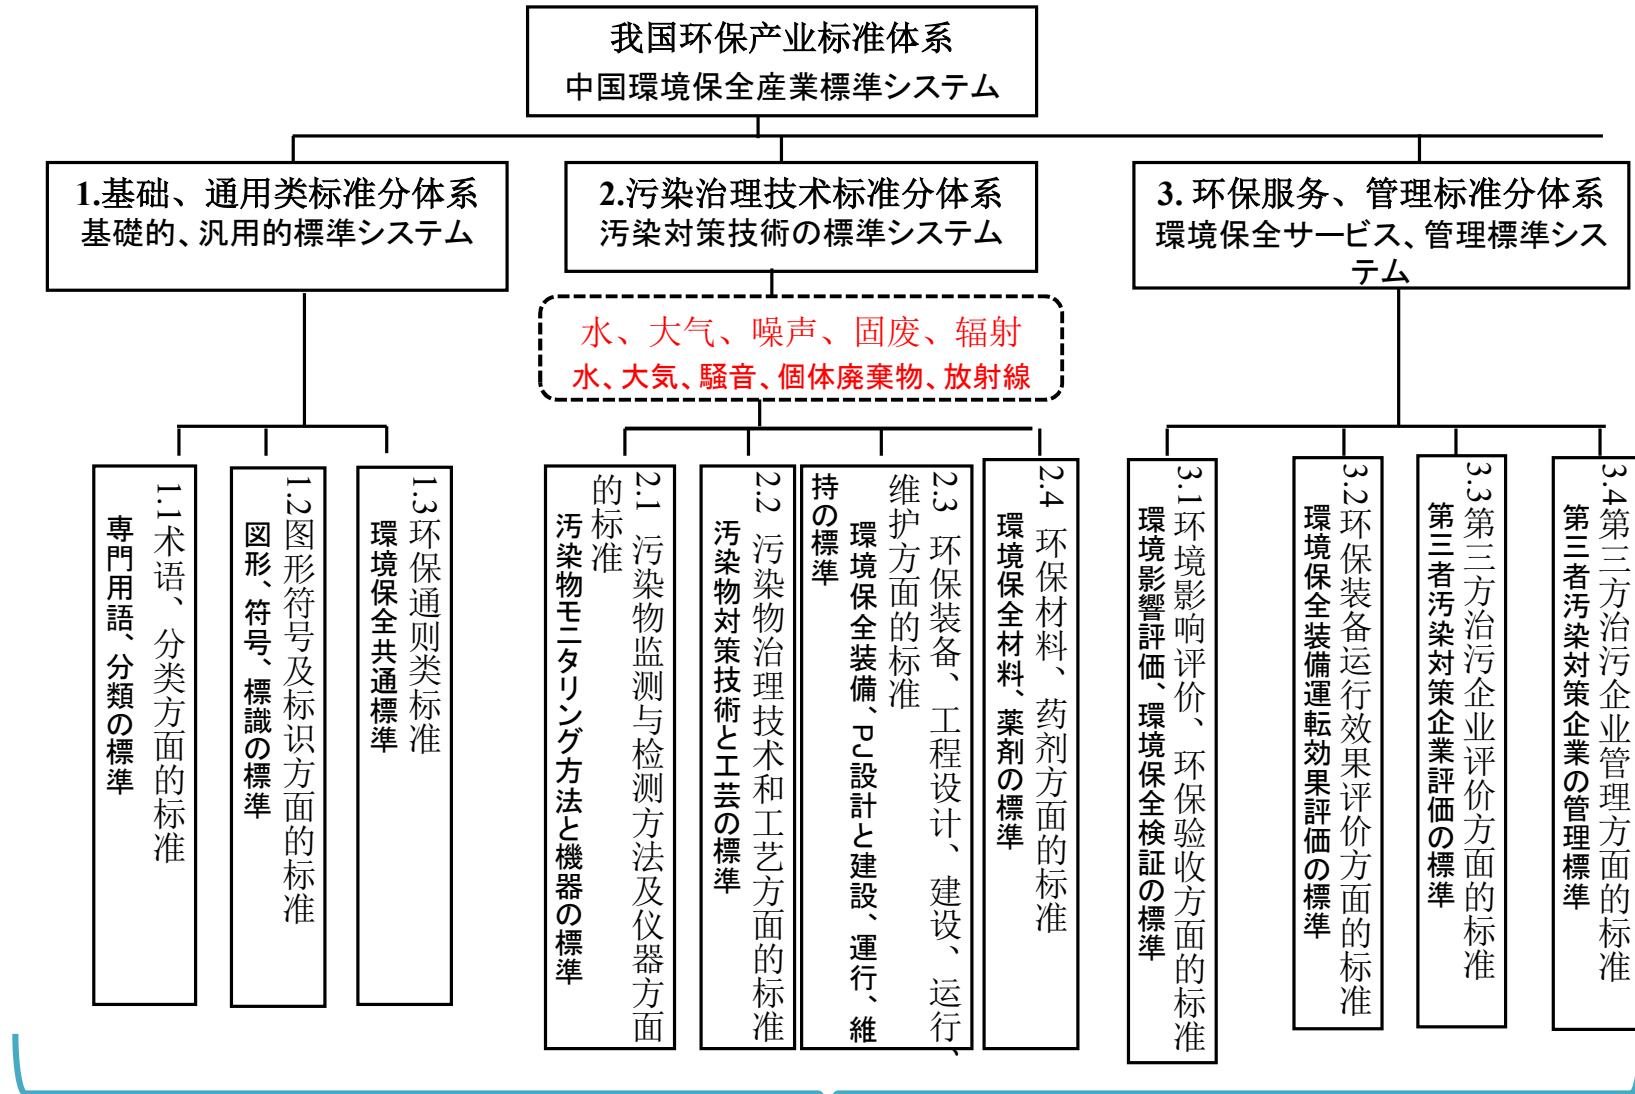 我国环保产业标准体系
中国環境保全産業標準システム
1.基础、通用类标准分体系
基礎的、汎用的標準システム
2.污染治理技术标准分体系
汚染対策技術の標準システム
3. 环保服务、管理标准分体系
環境保全サービス、管理標準シス
テム
水、大气、噪声、固废、辐射
水、大気、騒音、個体廃棄物、放射線
1.1术语、分类方面的标准
専門用語、分類の標準
1.2图形符号及标识方面的标准
図形、符号、標識の標準
1.3环保通则类标准
環境保全共通標準
2.1 污染物监测与检测方法及仪器方面
的标准
汚染物モニタリング方法と機器の標準
2.2 污染物治理技术和工艺方面的标准
汚染物対策技術と工芸の標準
2.3 环保装备、工程设计、建设、运行、
维护方面的标准
環境保全装備、PJ設計と建設、運行、維
持の標準
2.4 环保材料、药剂方面的标准
環境保全材料、薬剤の標準
3.1环境影响评价、环保验收方面的标准
環境影響評価、環境保全検証の標準
3.2环保装备运行效果评价方面的标准
環境保全装備運転効果評価の標準
3.3第三方治污企业评价方面的标准
第三者汚染対策企業評価の標準
3.4第三方治污企业管理方面的标准
第三者汚染対策企業の管理標準